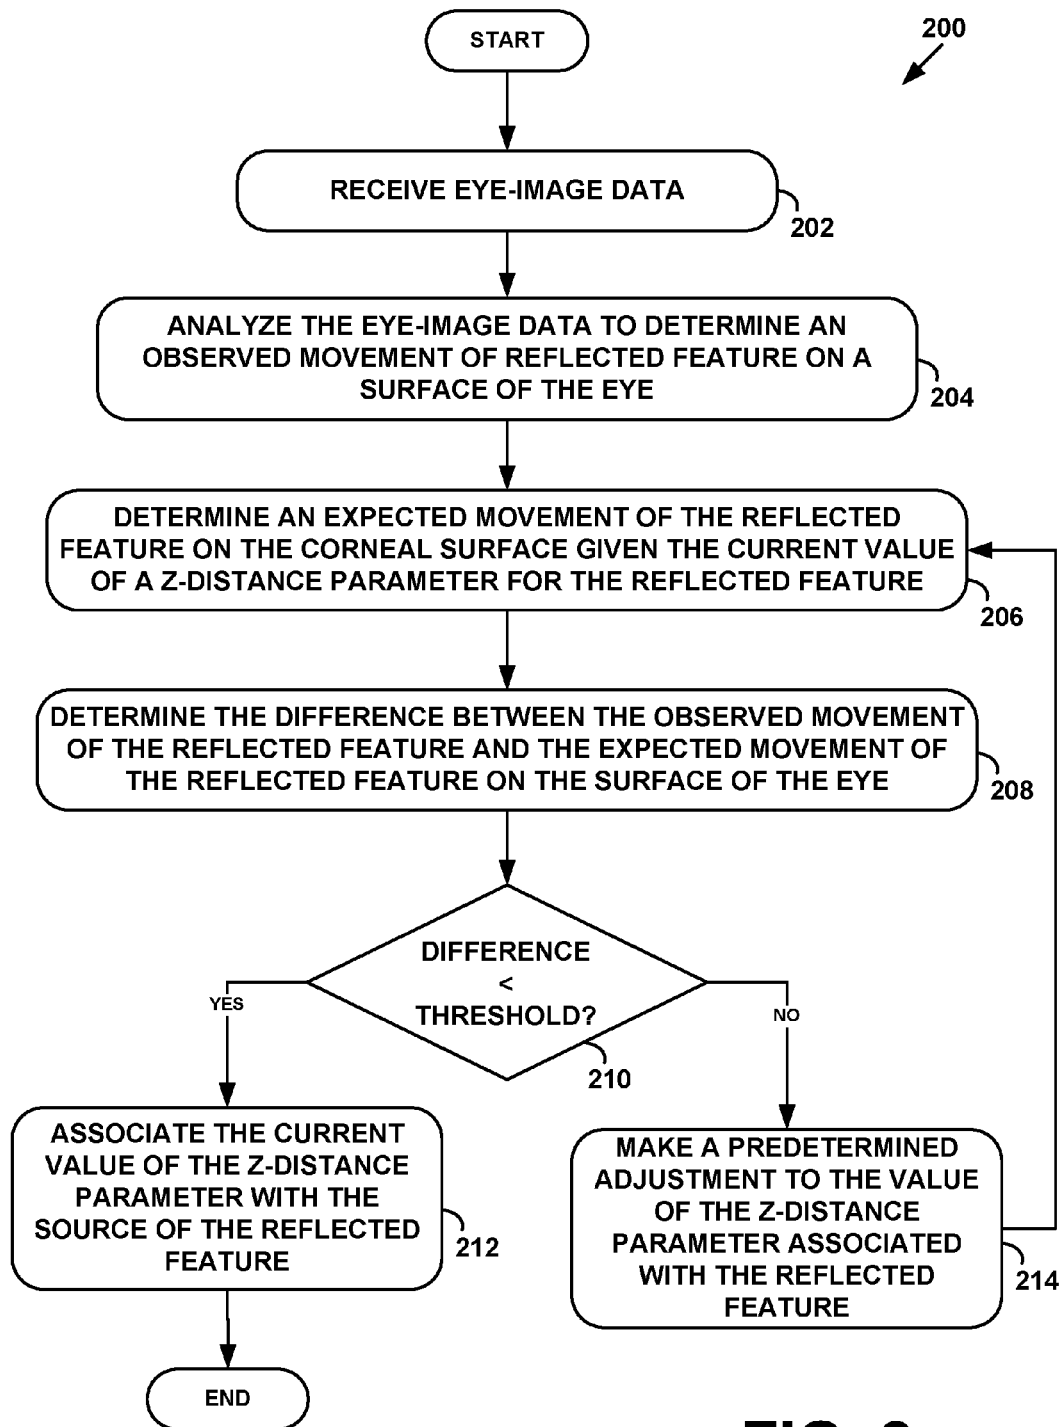 START
200
RECEIVE EYE-IMAGE DATA
202
ANALYZE THE EYE-IMAGE DATA TO DETERMINE AN
OBSERVED MOVEMENT OF REFLECTED FEATURE ON A
SURFACE OF THE EYE
204
DETERMINE AN EXPECTED MOVEMENT OF THE REFLECTED
FEATURE ON THE CORNEAL SURFACE GIVEN THE CURRENT VALUE
OF A Z-DISTANCE PARAMETER FOR THE REFLECTED FEATURE
206
DETERMINE THE DIFFERENCE BETWEEN THE OBSERVED MOVEMENT
OF THE REFLECTED FEATURE AND THE EXPECTED MOVEMENT OF
THE REFLECTED FEATURE ON THE SURFACE OF THE EYE
208
DIFFERENCE
<
THRESHOLD?
210
YES
NO
ASSOCIATE THE CURRENT
VALUE OF THE Z-DISTANCE
PARAMETER WITH THE
SOURCE OF THE REFLECTED
FEATURE
212
MAKE A PREDETERMINED
ADJUSTMENT TO THE VALUE
OF THE Z-DISTANCE
PARAMETER ASSOCIATED
WITH THE REFLECTED
FEATURE
214
END
FIG.